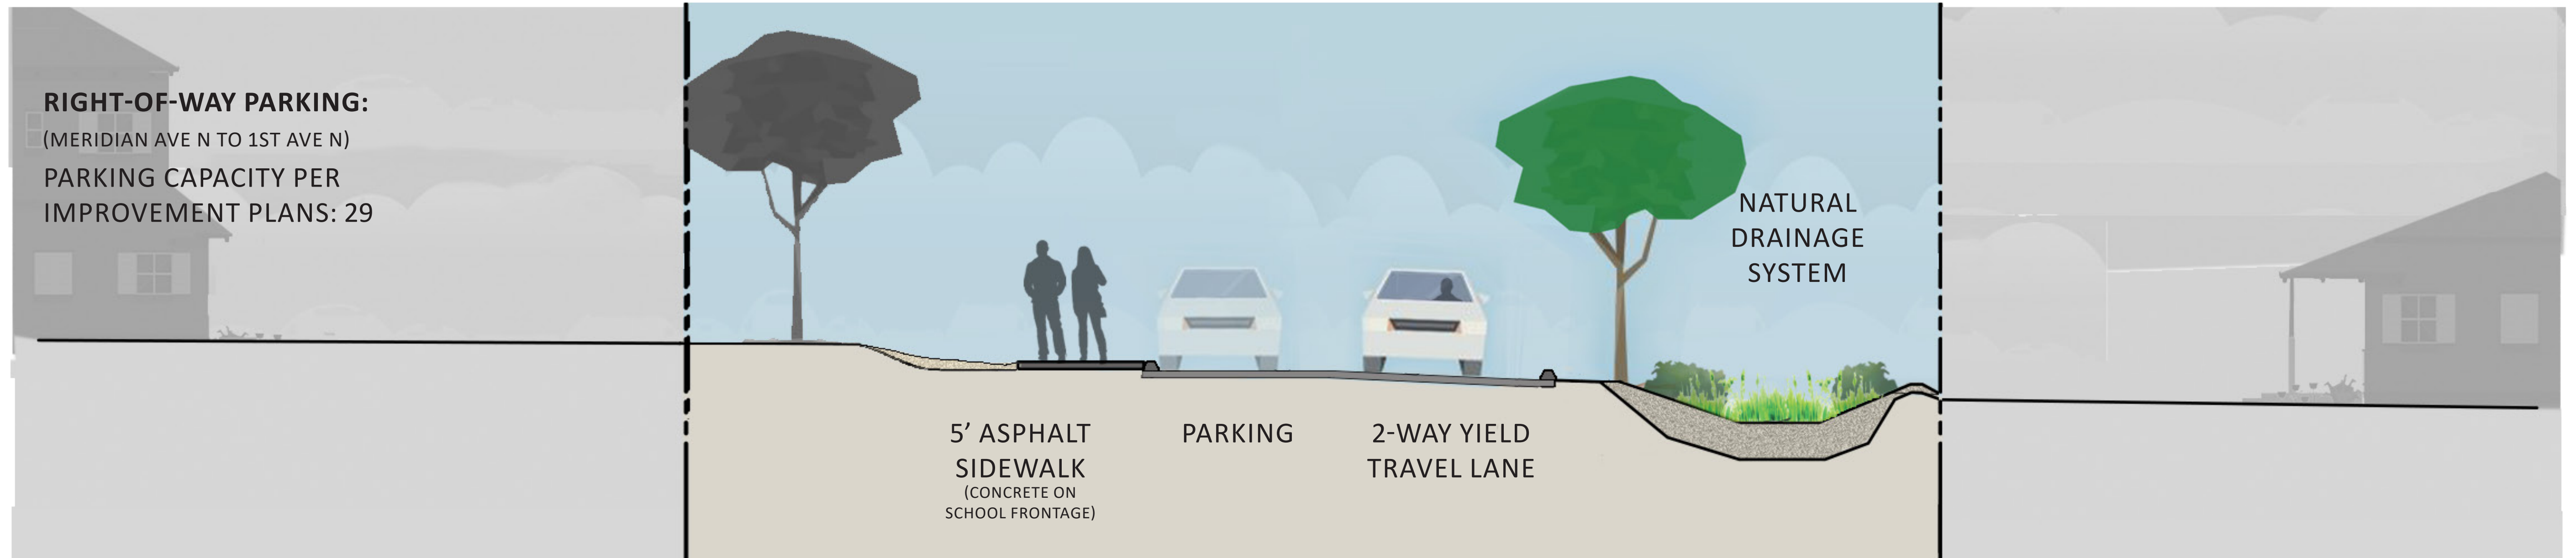 RIGHT-OF-WAY PARKING:
(MERIDIAN AVE N TO 1ST AVE N)
PARKING CAPACITY PER
IMPROVEMENT PLANS: 29
NATURAL
DRAINAGE
SYSTEM
5’ ASPHALT
SIDEWALK
(CONCRETE ON
SCHOOL FRONTAGE)
PARKING
2-WAY YIELD
TRAVEL LANE